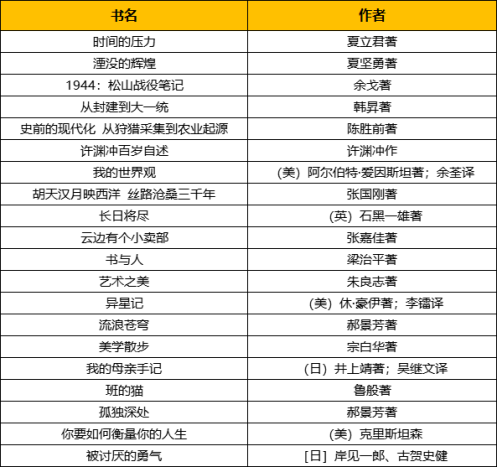 书名 作者
时间的压力 夏立君著
湮没的辉煌 夏坚勇著
1944：松山战役笔记 余戈著
从封建到大一统 韩昇著
史前的现代化 从狩猎采集到农业起源 陈胜前著
许渊冲百岁自述 许渊冲作
我的世界观 （美）阿尔伯特·爱因斯坦著；余荃译
胡天汉月映西洋 丝路沧桑三千年 张国刚著
长日将尽 （英）石黑一雄著
云边有个小卖部 张嘉佳著
书与人 梁治平著
艺术之美 朱良志著
异星记 （美）休·豪伊著；李镭译
流浪苍穹 郝景芳著
美学散步 宗白华著
我的母亲手记 （日）井上靖著；吴继文译
班的猫 鲁般著
孤独深处 郝景芳著
你要如何衡量你的人生 （美）克里斯坦森
被讨厌的勇气 [日］岸见一郎、古贺史健